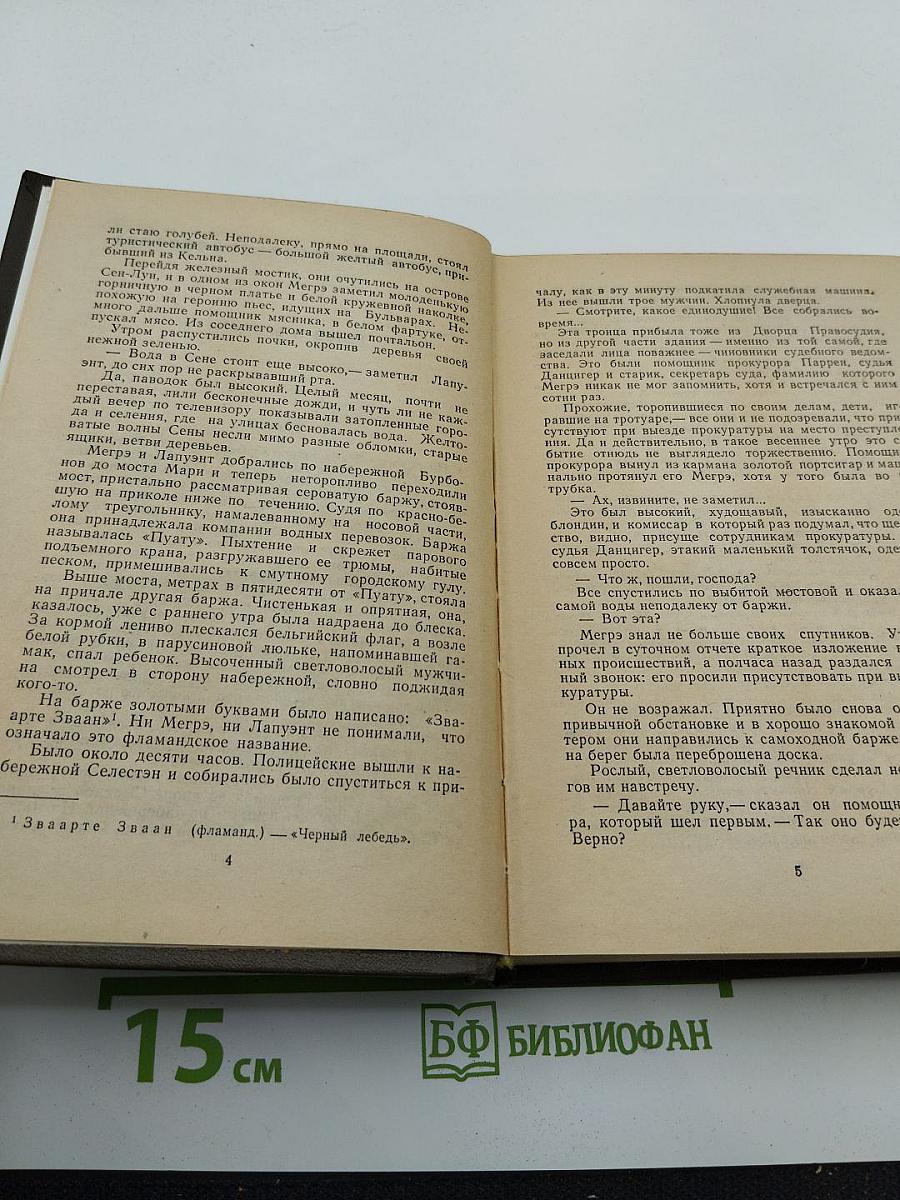 ли стаю голубей. Неподалеку, прямо на площади, стоял
туристический автобус — большой желтый автобус, при-
бывший из Кельна.
Перейдя железный мостик, они очутились на острове
Сен-Луи, и в одном из окон Мегрэ заметил молоденькую
горничную в черном платье и белой кружевной наколке,
похожую на героиню пьес, идущих на Бульварах. Не-
много дальше помощник мясника, в белом фартуке, от-
пускал мясо. Из соседнего дома вышел почтальон.
Утром распустились почки, окропив деревья своей
нежной зеленью.
— Вода в Сене стоит еще высоко,— заметил Лапу-
энт, до сих пор не раскрывавший рта.
Да, паводок был высокий. Целый месяц, почти не
переставая, лили бесконечные дожди, и чуть ли не каж-
дый вечер по телевизору показывали затопленные горо-
да и селения, где на улицах бесновалась вода. Желто-
ватые волны Сены несли мимо разные обломки, старые
ящики, ветви деревьев.
Мегрэ и Лапуэнт добрались по набережной Бурбо-
нов до моста Мари и теперь неторопливо переходили
мост, пристально рассматривая сероватую баржу, стояв-
шую на приколе ниже по течению. Судя по красно-бе-
лому треугольнику, намалеванному на носовой части,
она принадлежала компании водных перевозок. Баржа
называлась «Пуату». Пыхтение и скрежет парового
подъемного крана, разгружавшего ее трюмы, набитые
песком, примешивались к смутному городскому гулу.
Выше моста, метрах в пятидесяти от «Пуату», стояла
на причале другая баржа. Чистенькая и опрятная, она,
казалось, уже с раннего утра была надраена до блеска.
За кормой лениво плескался бельгийский флаг, а возле
белой рубки, в парусиновой люльке, напоминавшей га-
мак, спал ребенок. Высоченный светловолосый мужчи-
на смотрел в сторону набережной, словно поджидая
кого-то.
На барже золотыми буквами было написано: «Зва-
арте Зваан»¹. Ни Мегрэ, ни Лапуэнт не понимали, что
означало это фламандское название.
Было около десяти часов. Полицейские вышли к на-
бережной Селестэн и собирались было спуститься к при-
¹ Зваарте Зваан (фламанд.) — «Черный лебедь».
4
чалу, как в эту минуту подкатила служебная машина.
Из нее вышли трое мужчин. Хлопнула дверца.
— Смотрите, какое единодушие! Все собрались во-
время...
Эта троица прибыла тоже из Дворца Правосудия,
но из другой части здания — именно из той самой, где
заседали лица поважнее — чиновники судебного ведом-
ства. Это были помощник прокурора Паррен, судья
Данцигер и старик, секретарь суда, фамилию которого
Мегрэ никак не мог запомнить, хотя и встречался с ним
сотни раз.
Прохожие, торопившиеся по своим делам, дети, иг-
равшие на тротуаре,— все они и не подозревали, что при-
сутствуют при выезде прокуратуры на место преступле-
ния. Да и действительно, в такое весеннее утро это с
бытие отнюдь не выглядело торжественно. Помощн
прокурора вынул из кармана золотой портсигар и маш
нально протянул его Мегрэ, хотя у того была во
трубка.
— Ах, извините, не заметил...
Это был высокий, худощавый, изысканно од
блондин, и комиссар в который раз подумал, что ще
ство, видно, присуще сотрудникам прокуратуры.
судья Данцигер, этакий маленький толстячок, оде
совсем просто.
— Что ж, пошли, господа?
Все спустились по выбитой мостовой и оказа
самой воды неподалеку от баржи.
— Вот эта?
Мегрэ знал не больше своих спутников. У
прочел в суточном отчете краткое изложение
ных происшествий, а полчаса назад раздался
ный звонок: его просили присутствовать при вы
куратуры.
Он не возражал. Приятно было снова о
привычной обстановке и в хорошо знакомой
тером они направились к самоходной барже
на берег была переброшена доска.
Рослый, светловолосый речник сделал не
гов им навстречу.
— Давайте руку,— сказал он помощн
ра, который шел первым.— Так оно будет
Верно?
5
15 см
БФ БИБЛИОФАН